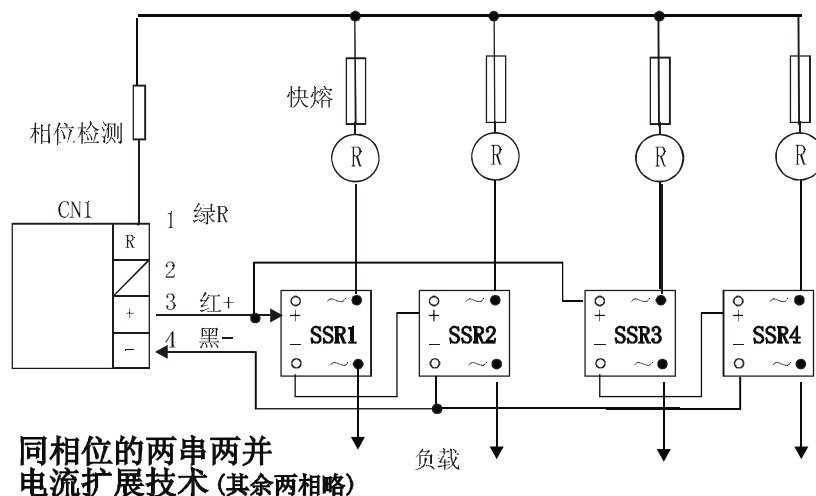 快熔
相位检测
R R R R
CN1
1 绿R
R
2
3 红+
+
4 黑-
-
~ ~ ~ ~
+ + + +
SSR1 SSR2 SSR3 SSR4
- - - -
~ ~ ~ ~
同相位的两串两并
负载
电流扩展技术(其余两相略)